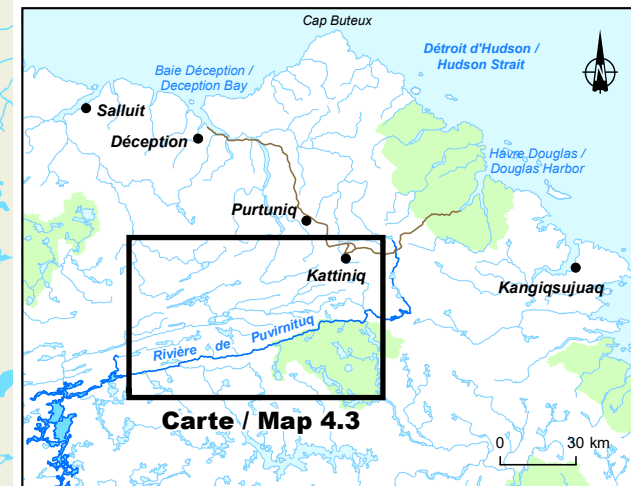 Cap Buteux
Détroit d'Hudson /
Hudson Strait
N
Baie Déception /
Deception Bay
Salluit
Déception
Havre Douglas /
Douglas Harbor
Purtuniq
Kattiniq
Kangiqsujuaq
Rivière de Puvirnituq
Carte / Map 4.3
0 30 km